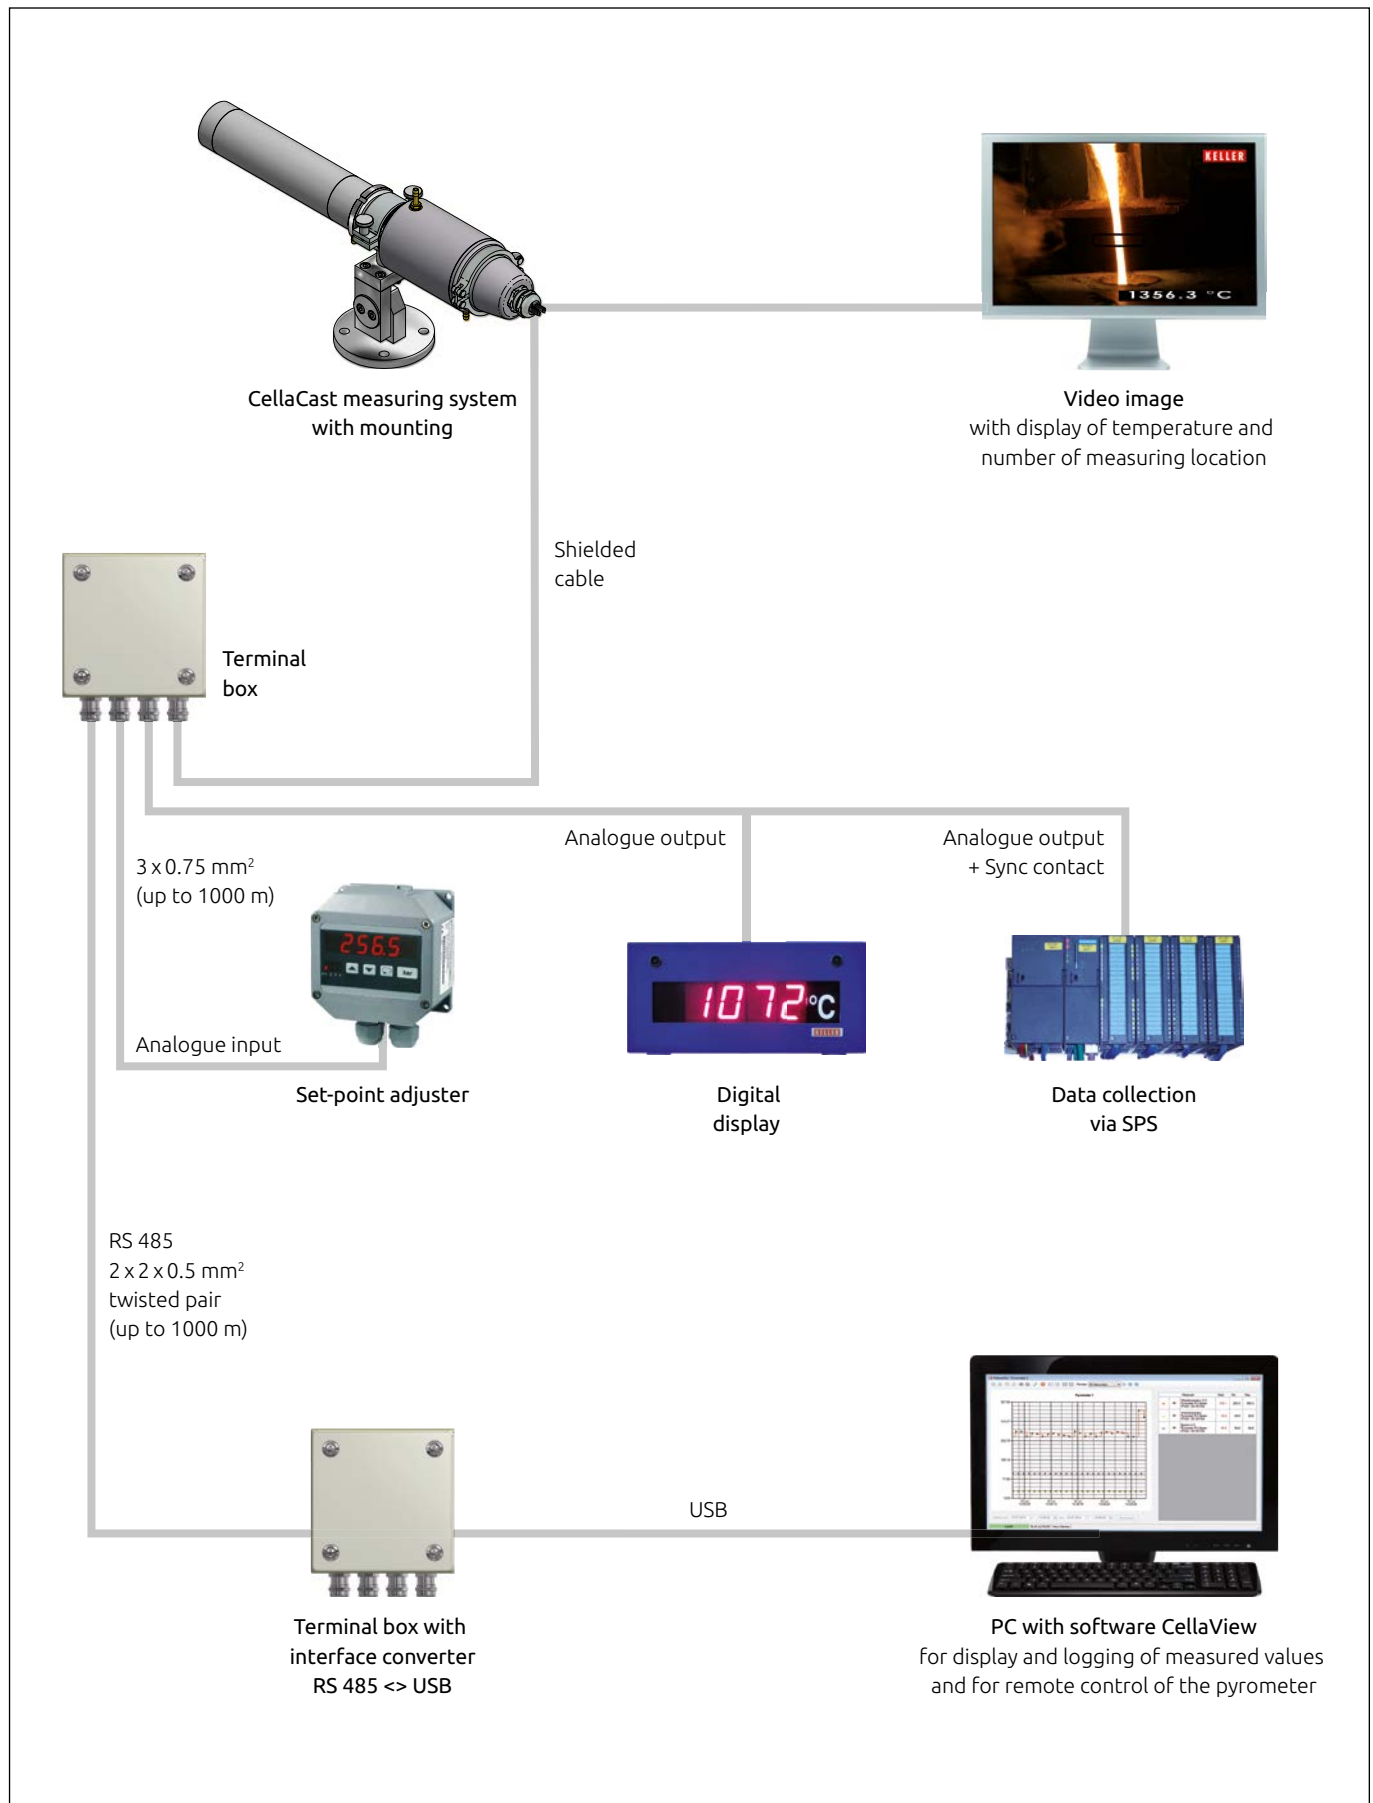 KELLER
1356.3 °C
CellaCast measuring system
with mounting
Video image
with display of temperature and
number of measuring location
Shielded
cable
Terminal
box
Analogue output
Analogue output
+ Sync contact
3 x 0.75 mm²
(up to 1000 m)
256.5
bar
1072 °C
KELLER
Analogue input
Set-point adjuster
Digital
display
Data collection
via SPS
RS 485
2 x 2 x 0.5 mm²
twisted pair
(up to 1000 m)
USB
Terminal box with
interface converter
RS 485 <> USB
PC with software CellaView
for display and logging of measured values
and for remote control of the pyrometer